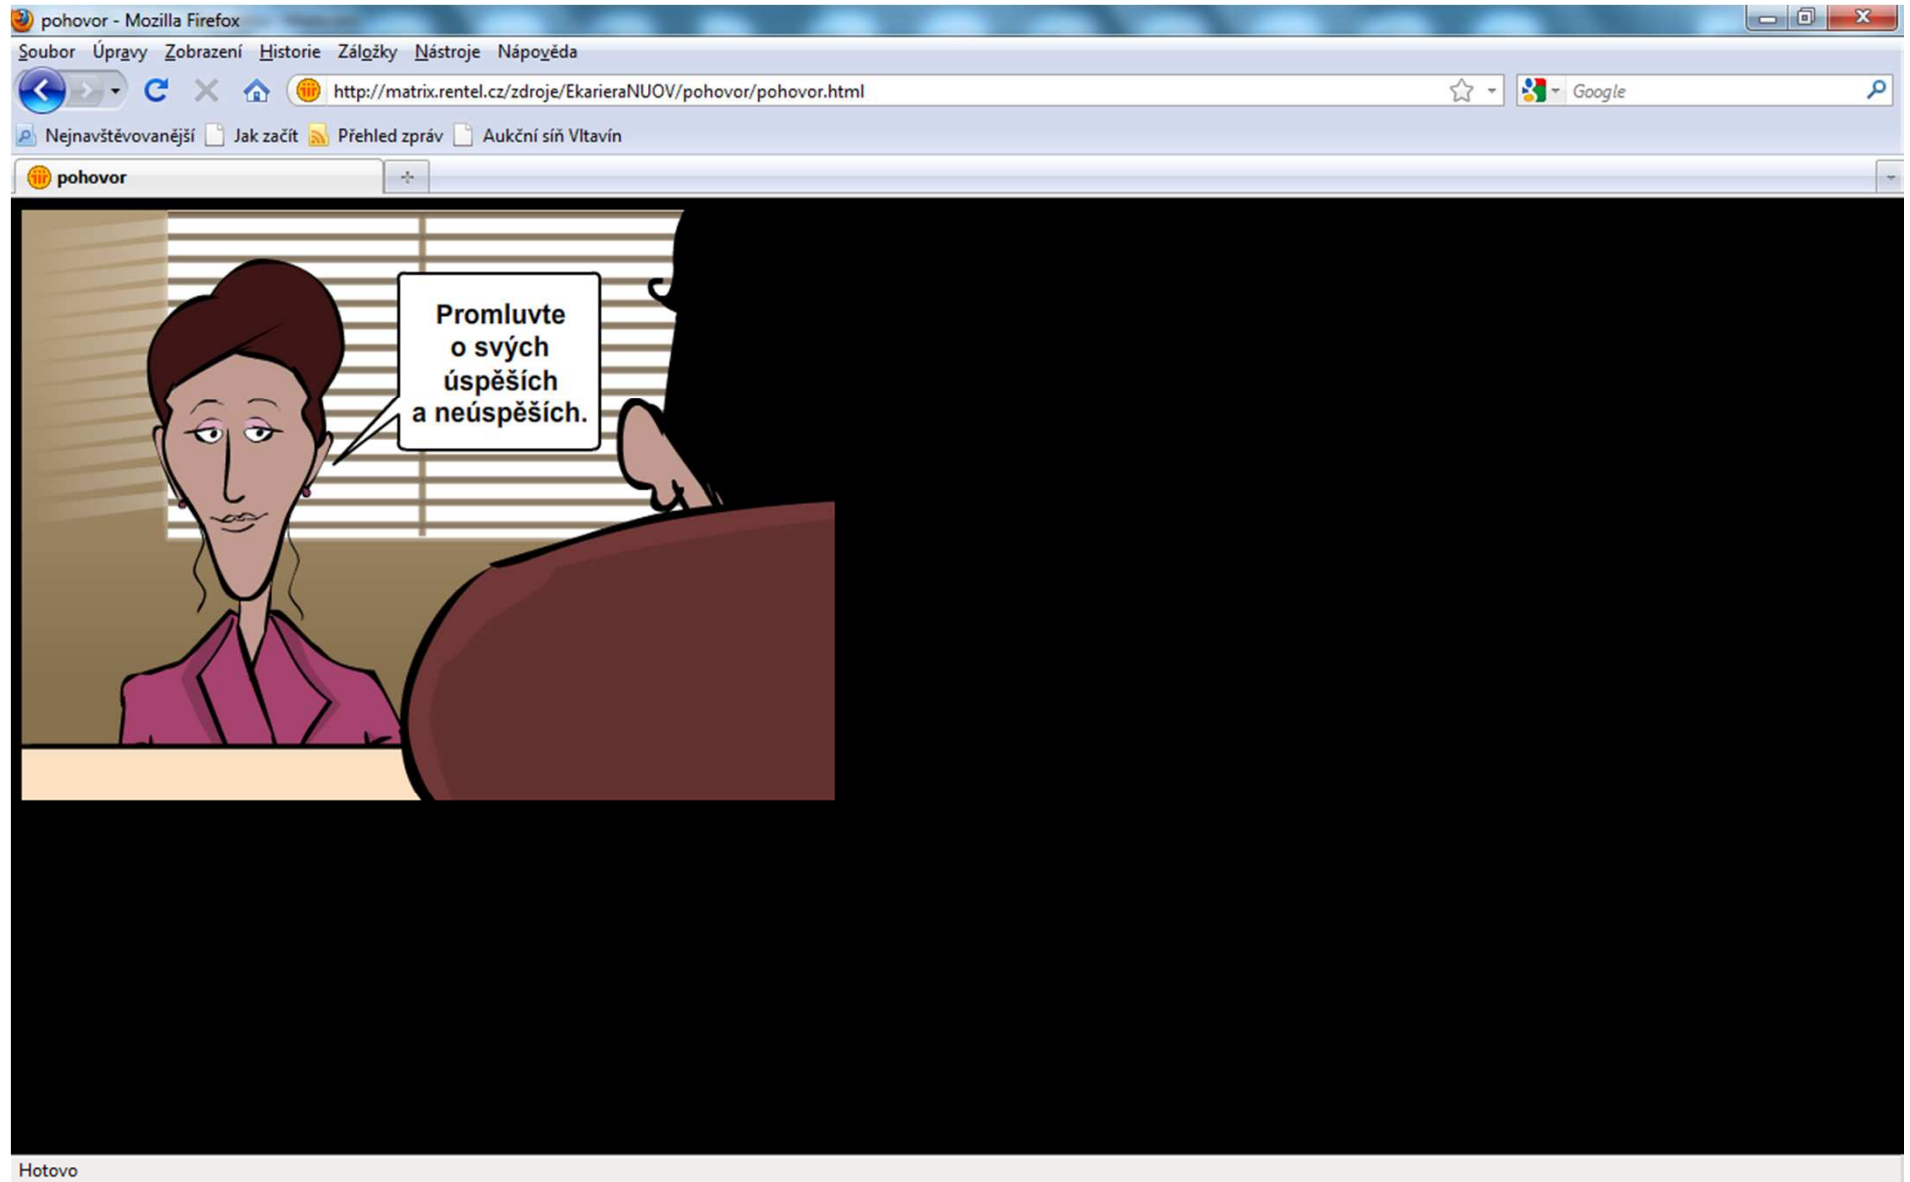 pohovor - Mozilla Firefox
Soubor Úpravy Zobrazení Historie Záložky Nástroje Nápověda
http://matrix.rentel.cz/zdroje/EkarieraNUOV/pohovor/pohovor.html Google
Nejnavštěvovanější Jak začít Přehled zpráv Aukční síň Vltavín
pohovor
Promluvte
o svých
úspěších
a neúspěších.
Hotovo